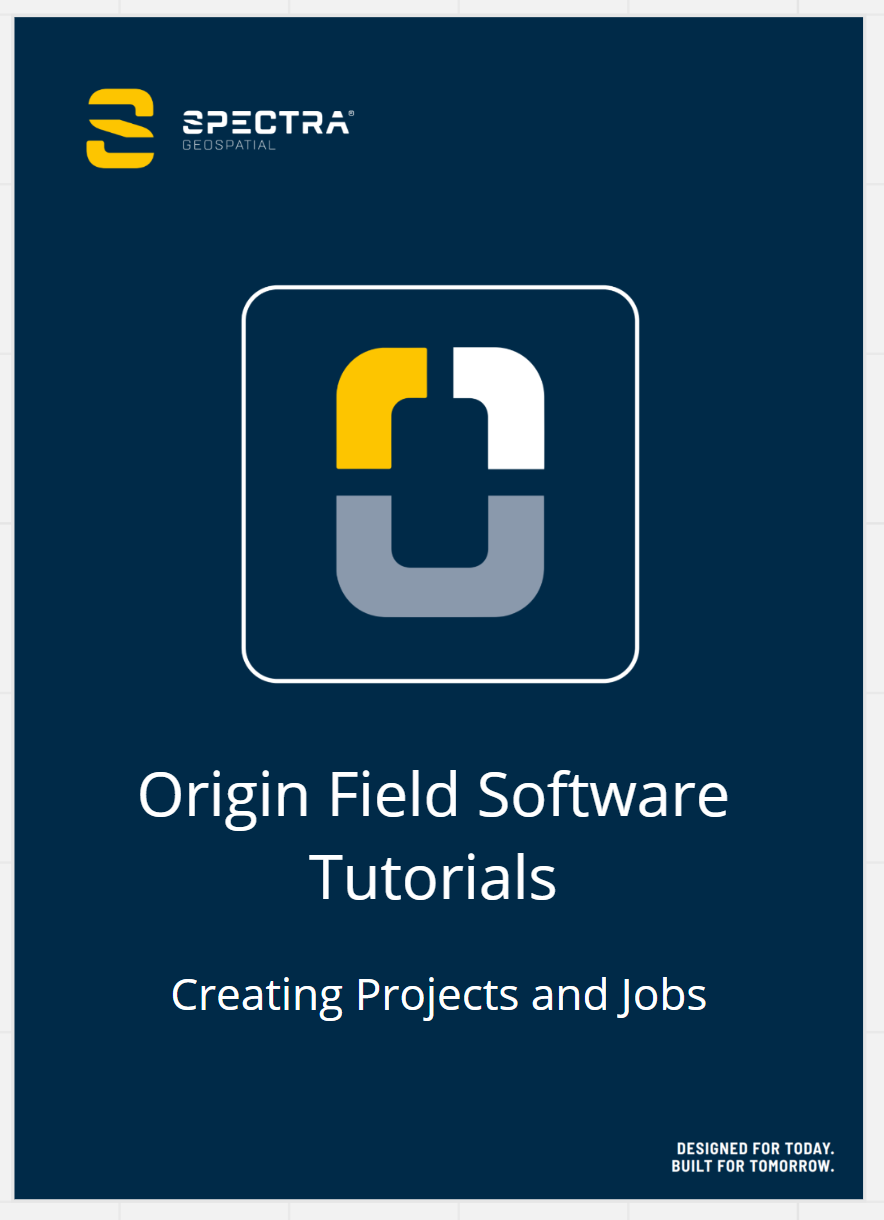 SPECTRA®
GEOSPATIAL
Origin Field Software
Tutorials
Creating Projects and Jobs
DESIGNED FOR TODAY.
BUILT FOR TOMORROW.